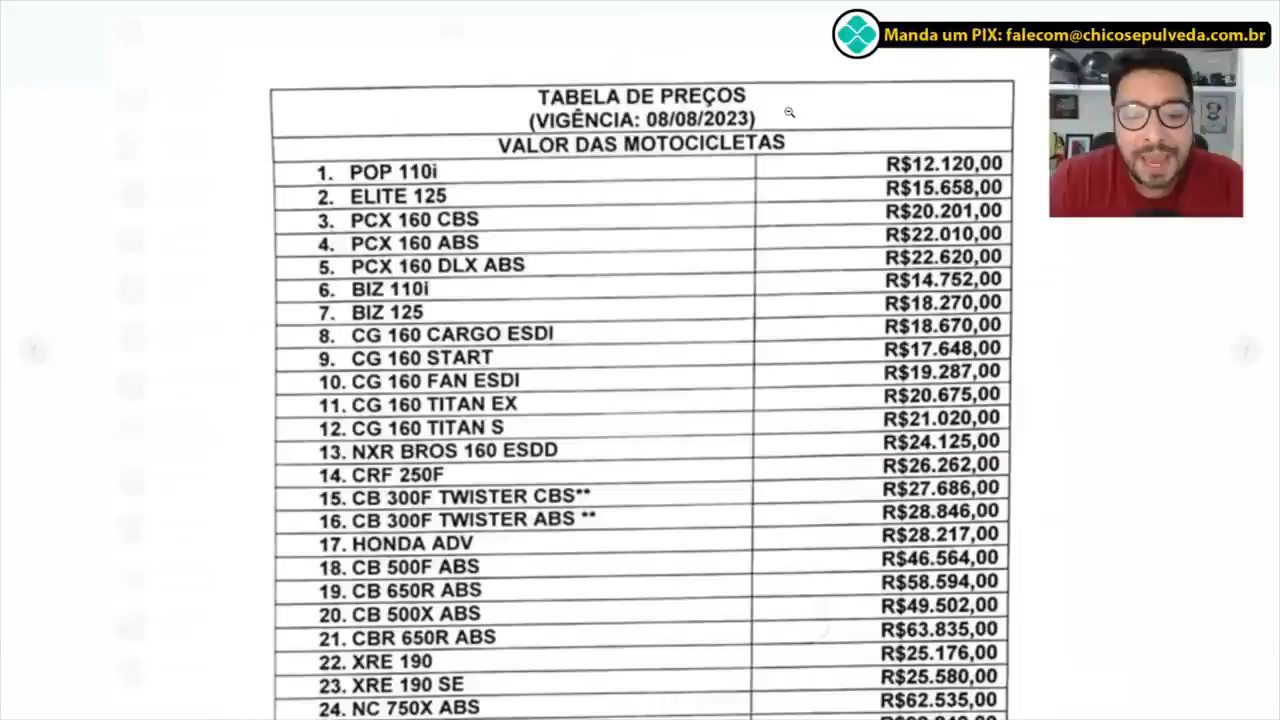 Manda um PIX: falecom@chicosepulveda.com.br
TABELA DE PREÇOS
(VIGÊNCIA: 08/08/2023)
VALOR DAS MOTOCICLETAS
1. POP 110i R$12.120,00
2. ELITE 125 R$15.658,00
3. PCX 160 CBS R$20.201,00
4. PCX 160 ABS R$22.010,00
5. PCX 160 DLX ABS R$22.620,00
6. BIZ 110i R$14.752,00
7. BIZ 125 R$18.270,00
8. CG 160 CARGO ESDI R$18.670,00
9. CG 160 START R$17.648,00
10. CG 160 FAN ESDI R$19.287,00
11. CG 160 TITAN EX R$20.675,00
12. CG 160 TITAN S R$21.020,00
13. NXR BROS 160 ESDD R$24.125,00
14. CRF 250F R$26.262,00
15. CB 300F TWISTER CBS** R$27.686,00
16. CB 300F TWISTER ABS ** R$28.846,00
17. HONDA ADV R$28.217,00
18. CB 500F ABS R$46.564,00
19. CB 650R ABS R$58.594,00
20. CB 500X ABS R$49.502,00
21. CBR 650R ABS R$63.835,00
22. XRE 190 R$25.176,00
23. XRE 190 SE R$25.580,00
24. NC 750X ABS R$62.535,00